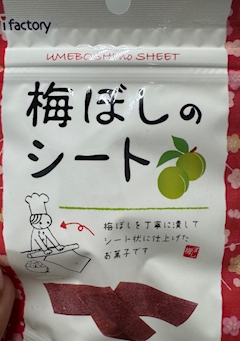 i factory
UMEBOSHI no SHEET
梅ぼしの
シート
梅ぼしを丁寧に潰して
シート状に仕上げた
お菓子です